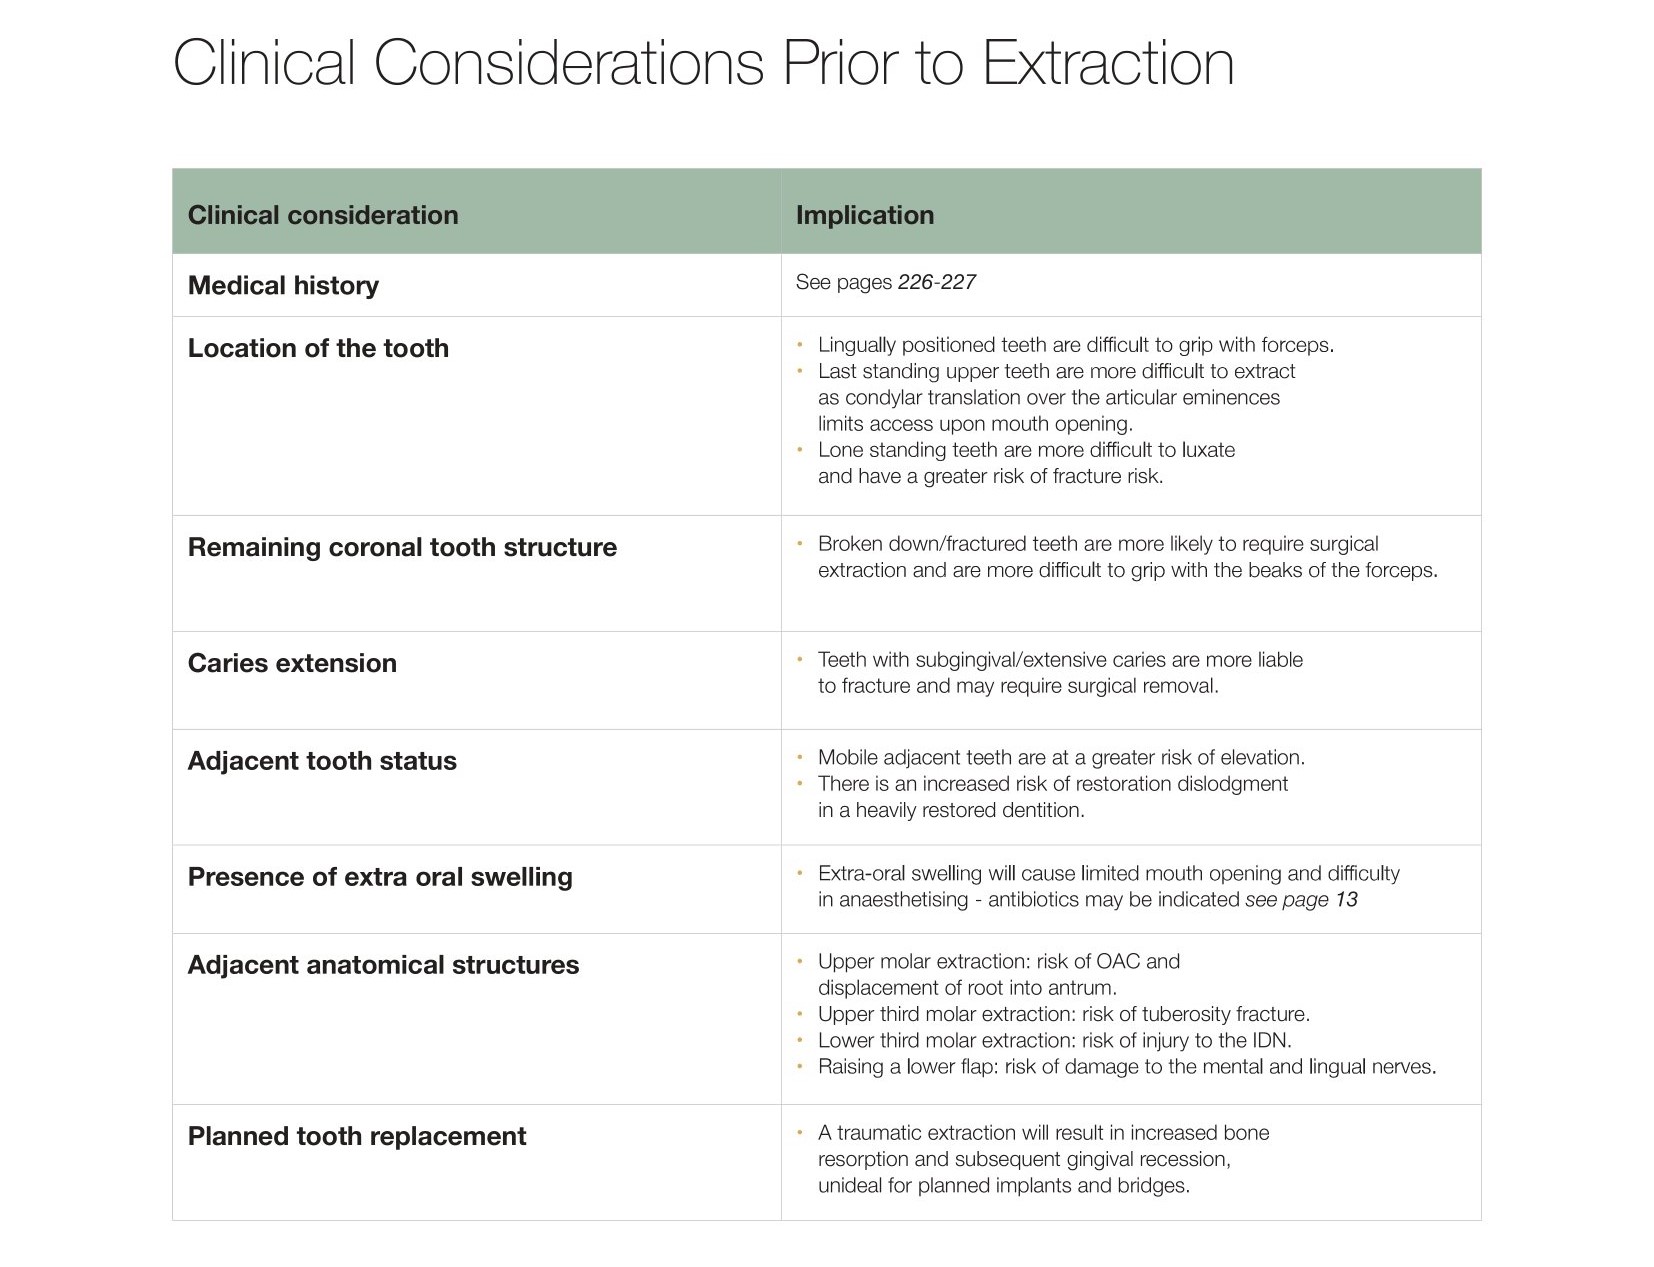 Clinical Considerations Prior to Extraction
Clinical consideration
Implication
Medical history
See pages 226-227
Location of the tooth
• Lingually positioned teeth are difficult to grip with forceps.
• Last standing upper teeth are more difficult to extract
as condylar translation over the articular eminences
limits access upon mouth opening.
• Lone standing teeth are more difficult to luxate
and have a greater risk of fracture risk.
Remaining coronal tooth structure
• Broken down/fractured teeth are more likely to require surgical
extraction and are more difficult to grip with the beaks of the forceps.
Caries extension
• Teeth with subgingival/extensive caries are more liable
to fracture and may require surgical removal.
Adjacent tooth status
• Mobile adjacent teeth are at a greater risk of elevation.
• There is an increased risk of restoration dislodgment
in a heavily restored dentition.
Presence of extra oral swelling
• Extra-oral swelling will cause limited mouth opening and difficulty
in anaesthetising - antibiotics may be indicated see page 13
Adjacent anatomical structures
• Upper molar extraction: risk of OAC and
displacement of root into antrum.
• Upper third molar extraction: risk of tuberosity fracture.
• Lower third molar extraction: risk of injury to the IDN.
• Raising a lower flap: risk of damage to the mental and lingual nerves.
Planned tooth replacement
• A traumatic extraction will result in increased bone
resorption and subsequent gingival recession,
unideal for planned implants and bridges.